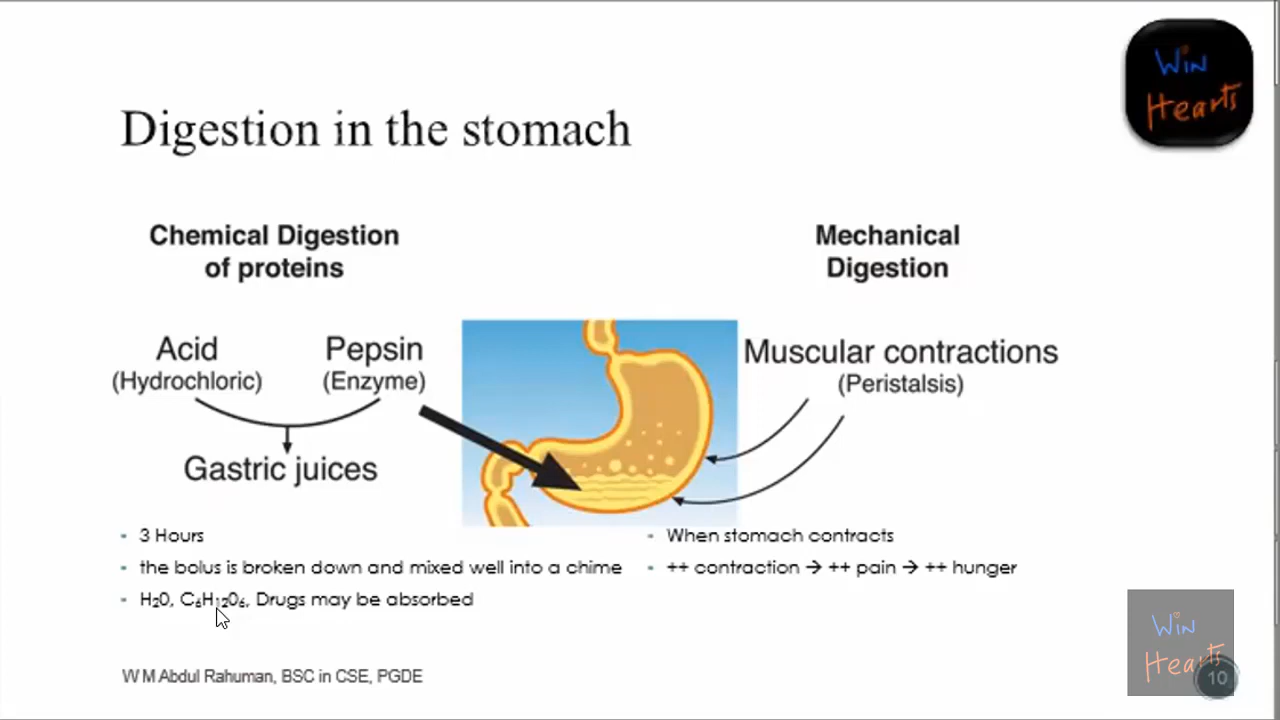 Win
Hearts
Digestion in the stomach
Chemical Digestion
of proteins
Mechanical
Digestion
Acid
(Hydrochloric)
Pepsin
(Enzyme)
Muscular contractions
(Peristalsis)
Gastric juices
3 Hours
the bolus is broken down and mixed well into a chime
H₂0, C₆H₁₂0₆, Drugs may be absorbed
When stomach contracts
++ contraction → ++ pain → ++ hunger
W M Abdul Rahuman, BSC in CSE, PGDE
Win
Hearts
10